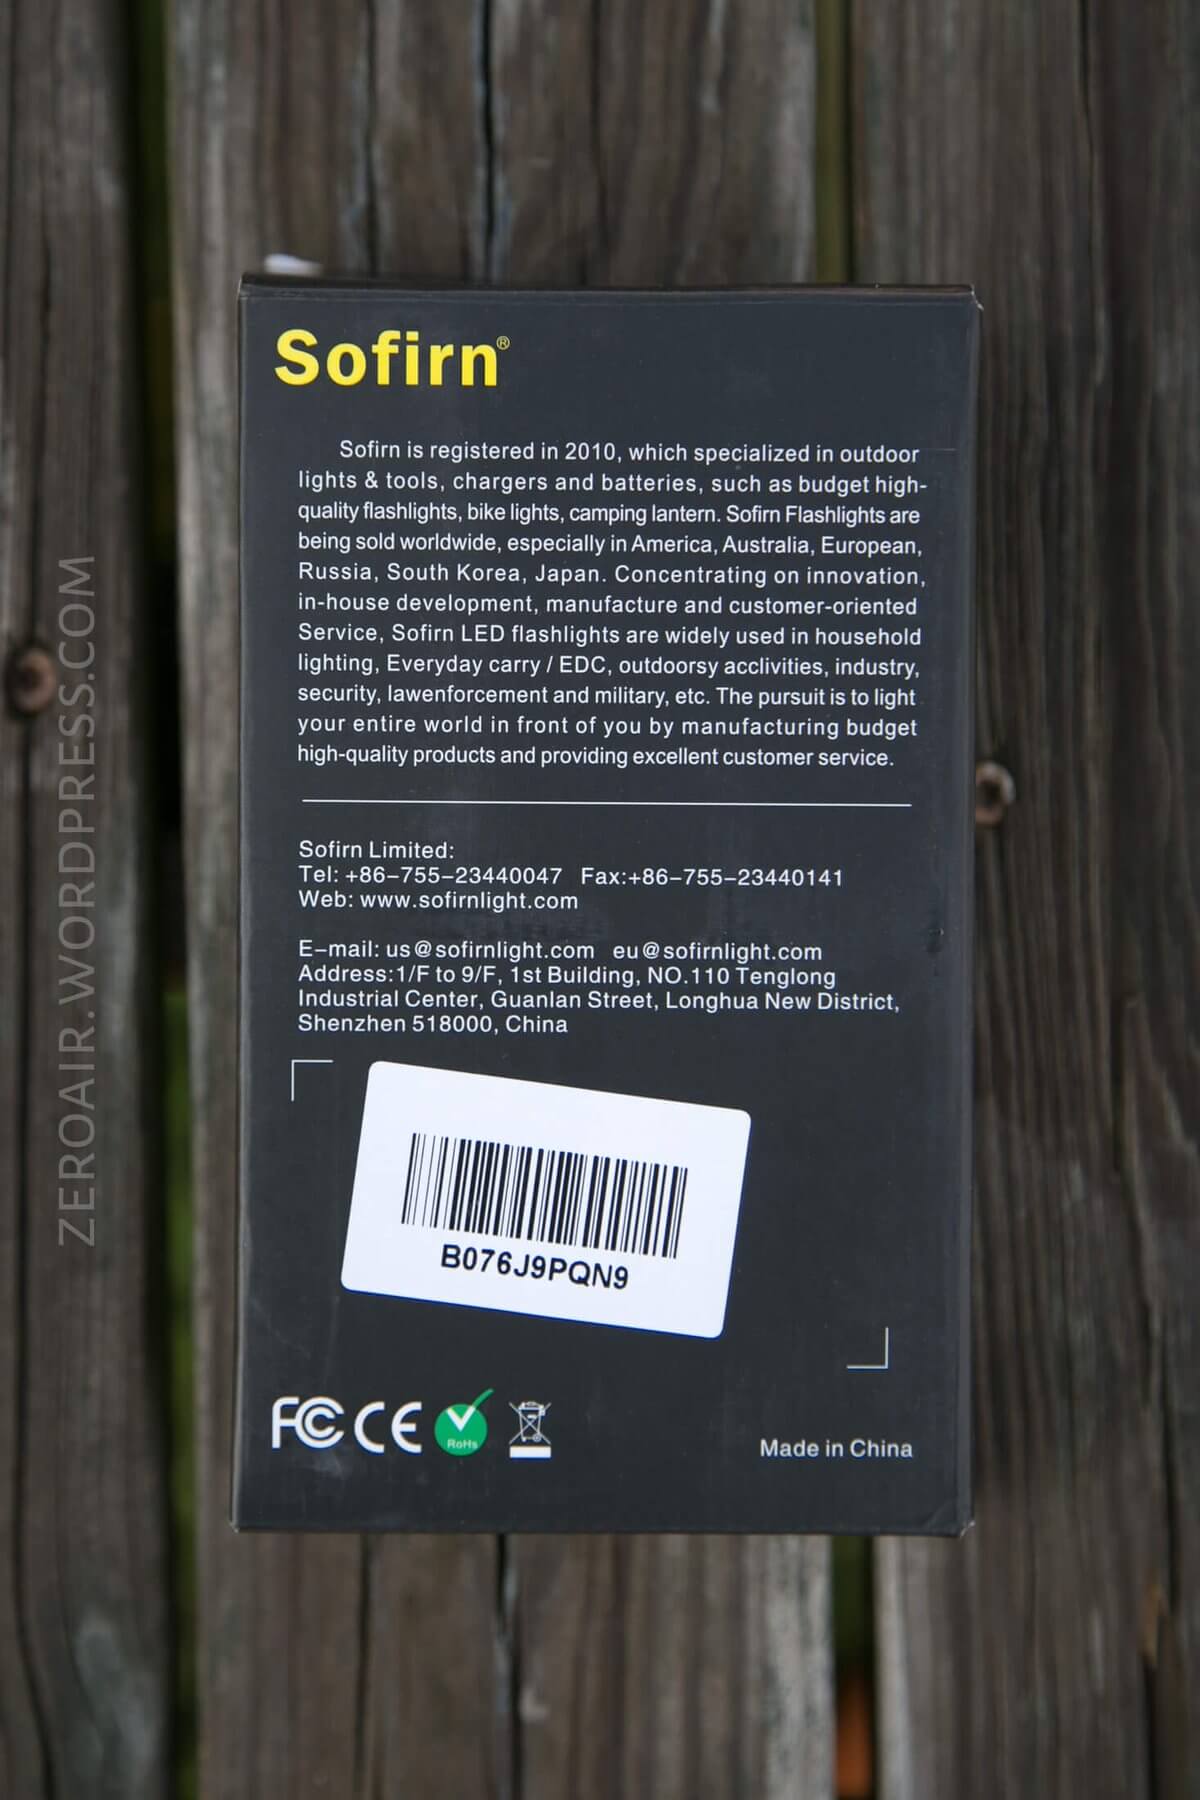 Sofirn®
Sofirn is registered in 2010, which specialized in outdoor
lights & tools, chargers and batteries, such as budget high-
quality flashlights, bike lights, camping lantern. Sofirn Flashlights are
being sold worldwide, especially in America, Australia, European,
Russia, South Korea, Japan. Concentrating on innovation,
in-house development, manufacture and customer-oriented
Service, Sofirn LED flashlights are widely used in household
lighting, Everyday carry / EDC, outdoorsy acclivities, industry,
security, lawenforcement and military, etc. The pursuit is to light
your entire world in front of you by manufacturing budget
high-quality products and providing excellent customer service.
Sofirn Limited:
Tel: +86-755-23440047 Fax:+86-755-23440141
Web: www.sofirnlight.com
E-mail: us@sofirnlight.com eu@sofirnlight.com
Address:1/F to 9/F, 1st Building, NO.110 Tenglong
Industrial Center, Guanlan Street, Longhua New District,
Shenzhen 518000, China
B076J9PQN9
FC CE RoHs
Made in China
ZEROAIR.WORDPRESS.COM